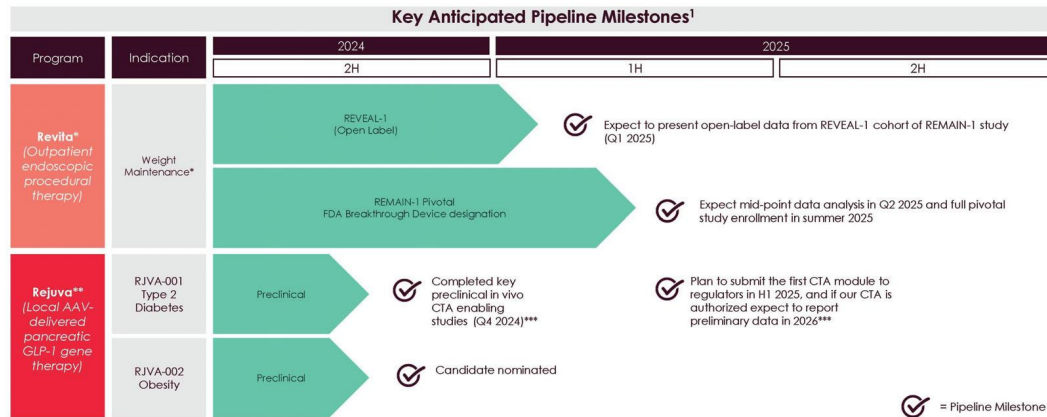 Key Anticipated Pipeline Milestones¹
Program
Indication
2024
2025
2H
1H
2H
Revita*
(Outpatient
endoscopic
procedural
therapy)
Weight
Maintenance*
REVEAL-1
(Open Label)
Expect to present open-label data from REVEAL-1 cohort of REMAIN-1 study
(Q1 2025)
REMAIN-1 Pivotal
FDA Breakthrough Device designation
Expect mid-point data analysis in Q2 2025 and full pivotal
study enrollment in summer 2025
Rejuva**
(Local AAV-
delivered
pancreatic
GLP-1 gene
therapy)
RJVA-001
Type 2
Diabetes
Preclinical
Completed key
preclinical in vivo
CTA enabling
studies (Q4 2024)***
Plan to submit the first CTA module to
regulators in H1 2025, and if our CTA is
authorized expect to report
preliminary data in 2026***
RJVA-002
Obesity
Preclinical
Candidate nominated
= Pipeline Milestone